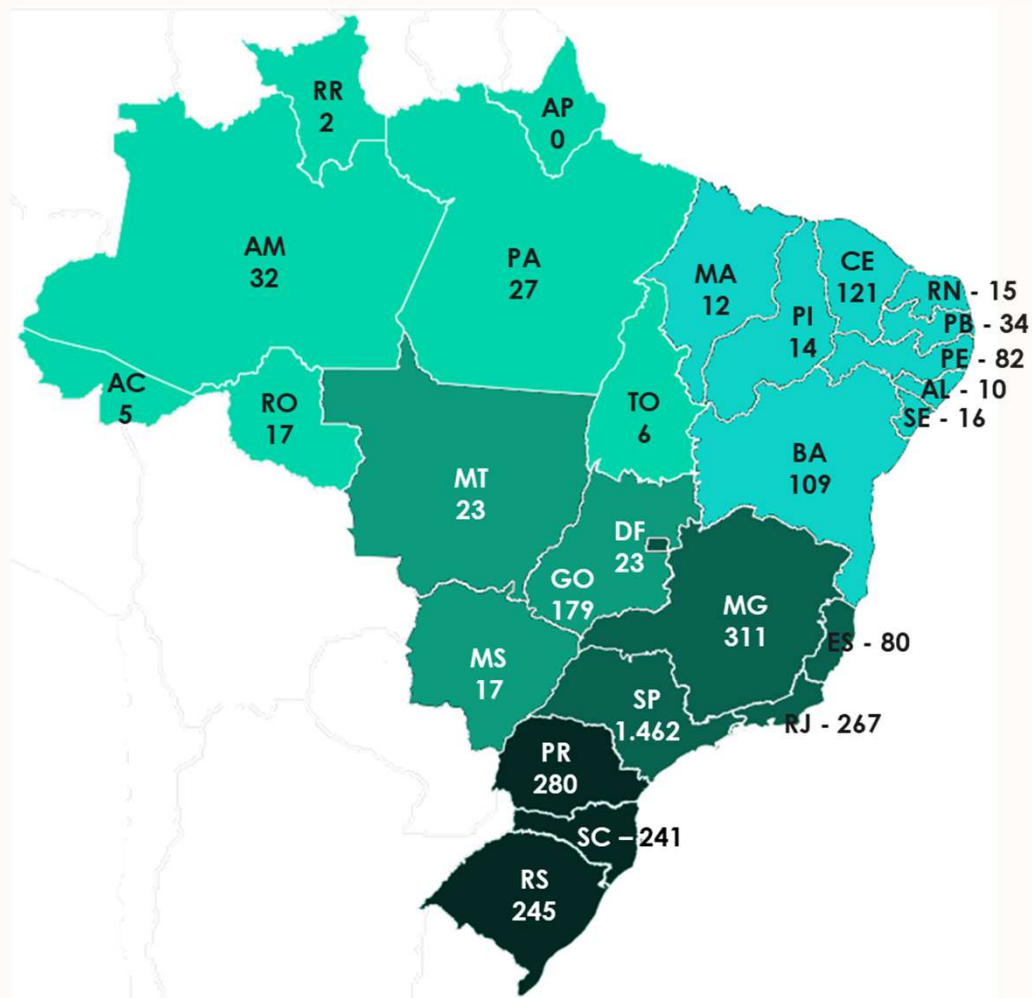 RR
2
AP
0
AM
32
PA
27
MA
12
CE
121
RN - 15
PI
14
PB - 34
PE - 82
AC
5
RO
17
TO
6
AL - 10
SE - 16
BA
109
MT
23
DF
23
GO
179
MG
311
ES - 80
MS
17
SP
1.462
RJ - 267
PR
280
SC – 241
RS
245